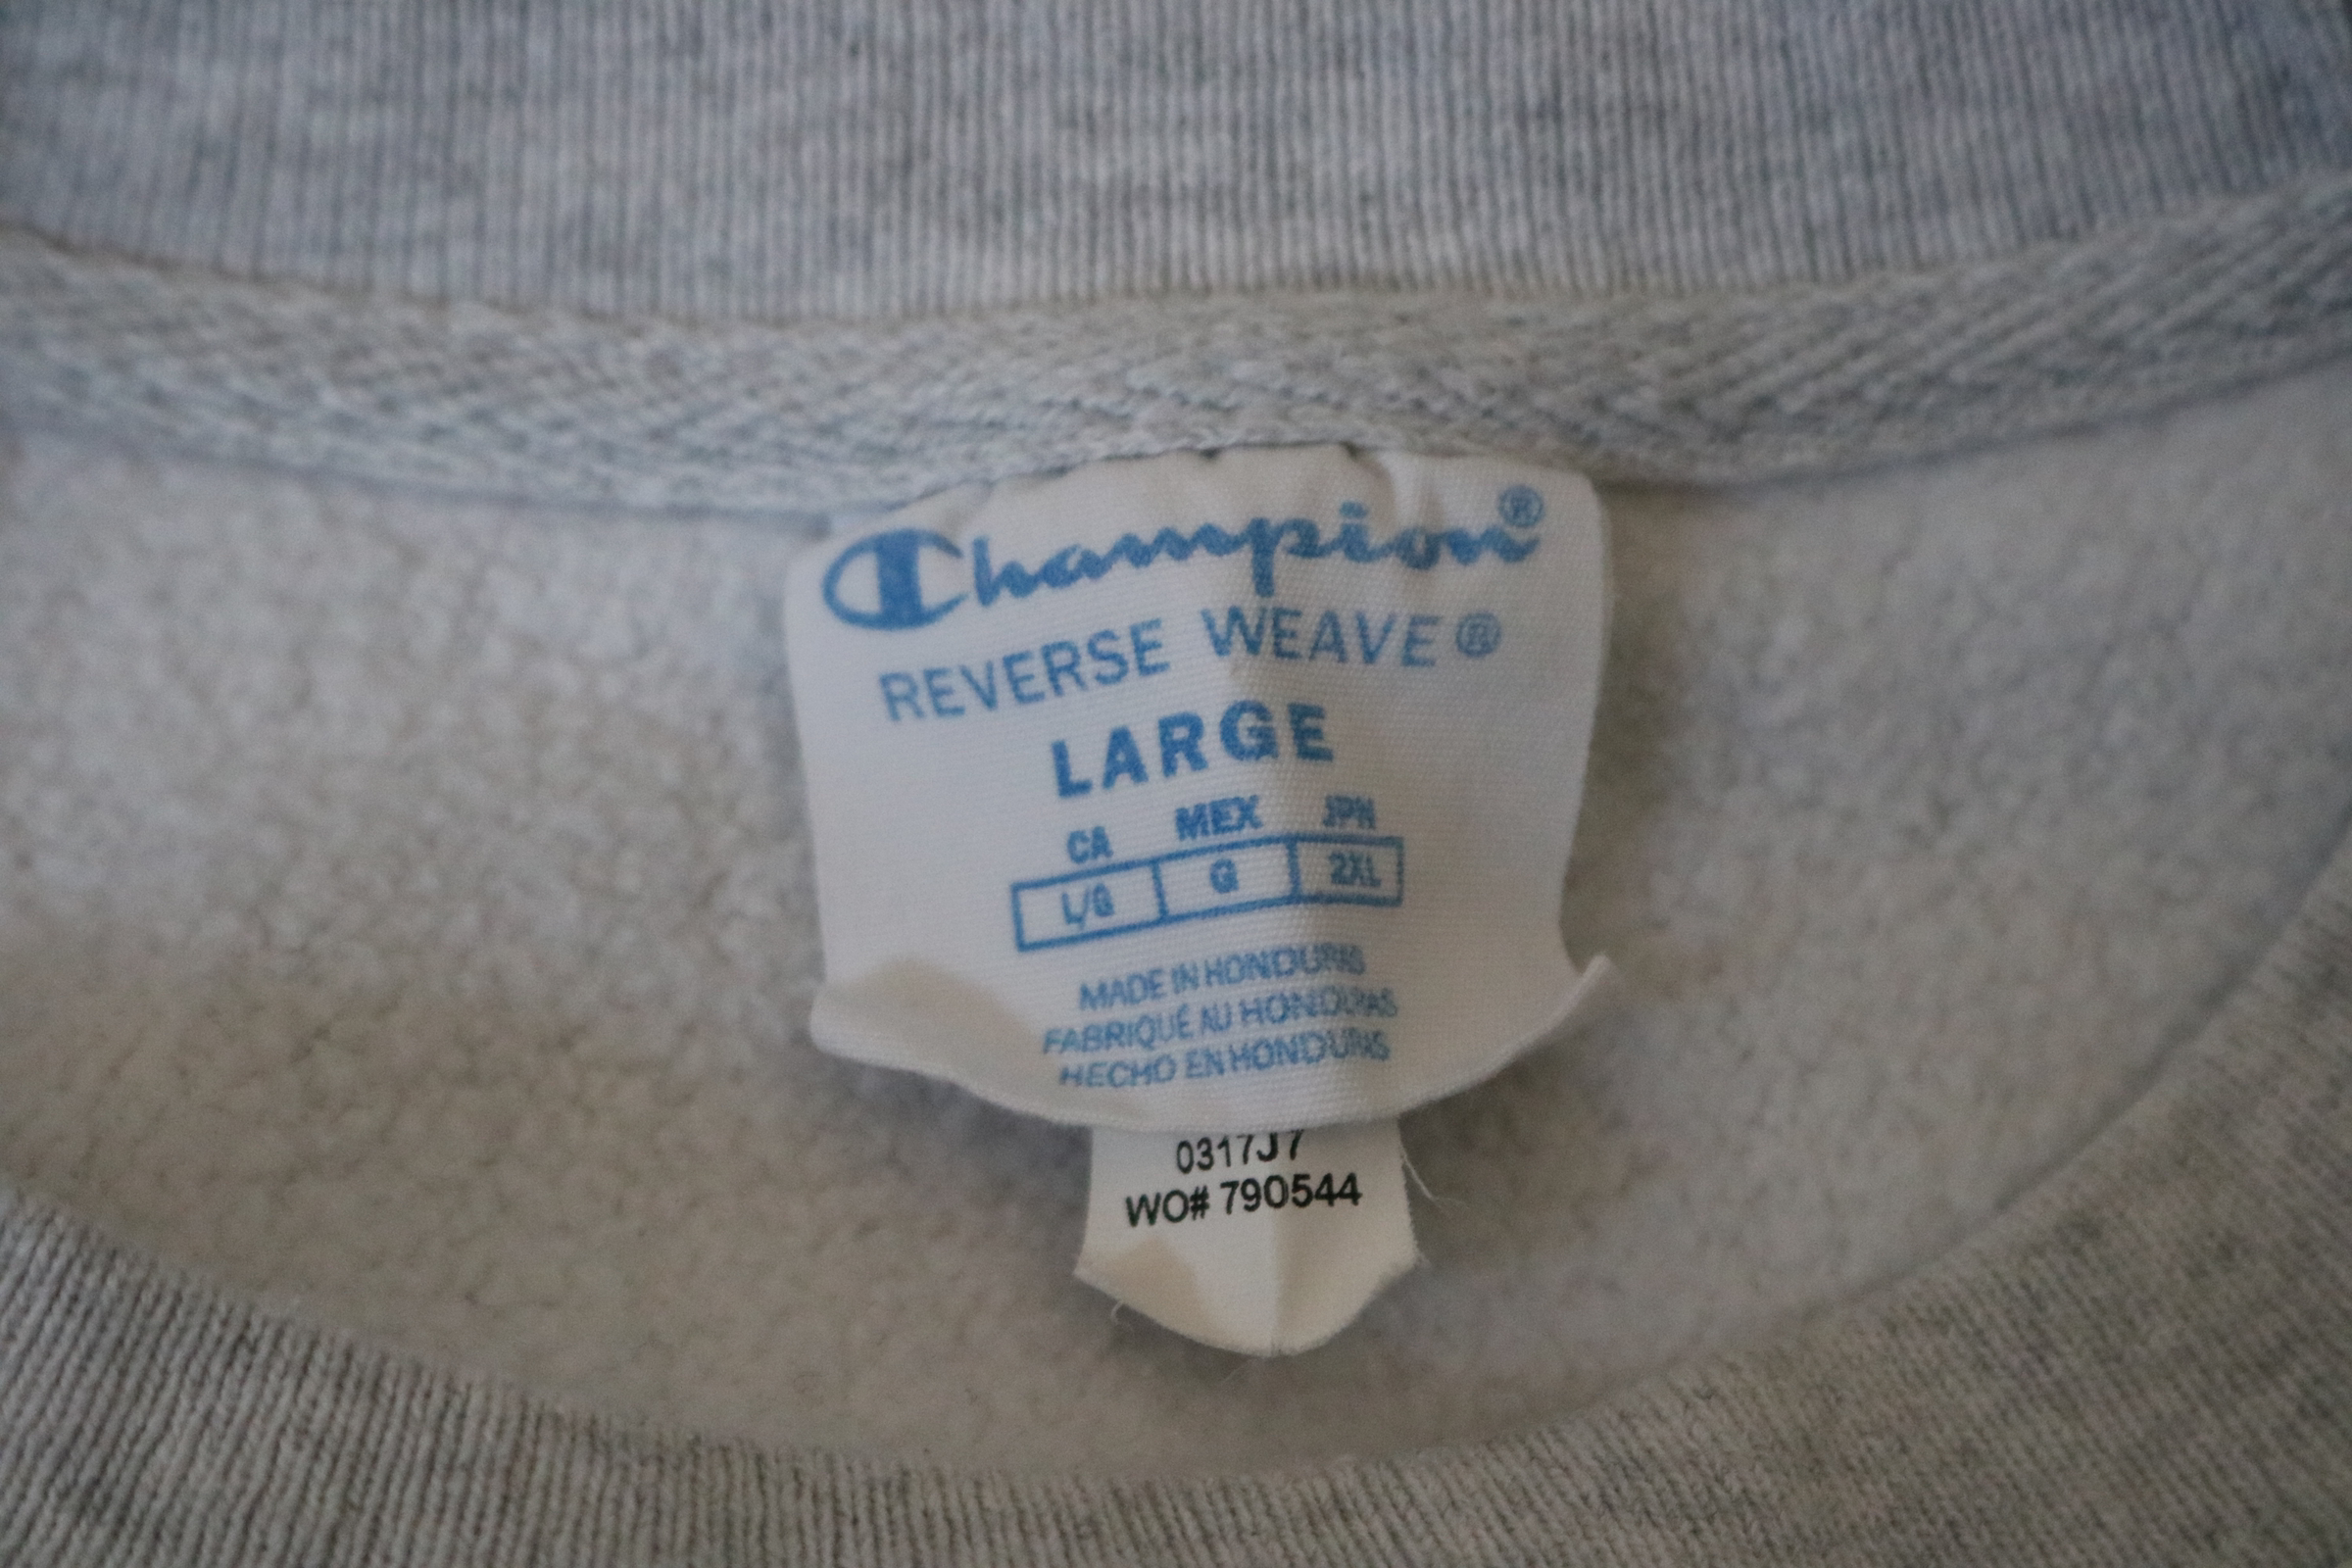 Champion®
REVERSE WEAVE®
LARGE
CA MEX JPN
L/G G 2XL
MADE IN HONDURAS
FABRIQUÉ AU HONDURAS
HECHO EN HONDURAS
0317J7
WO# 790544